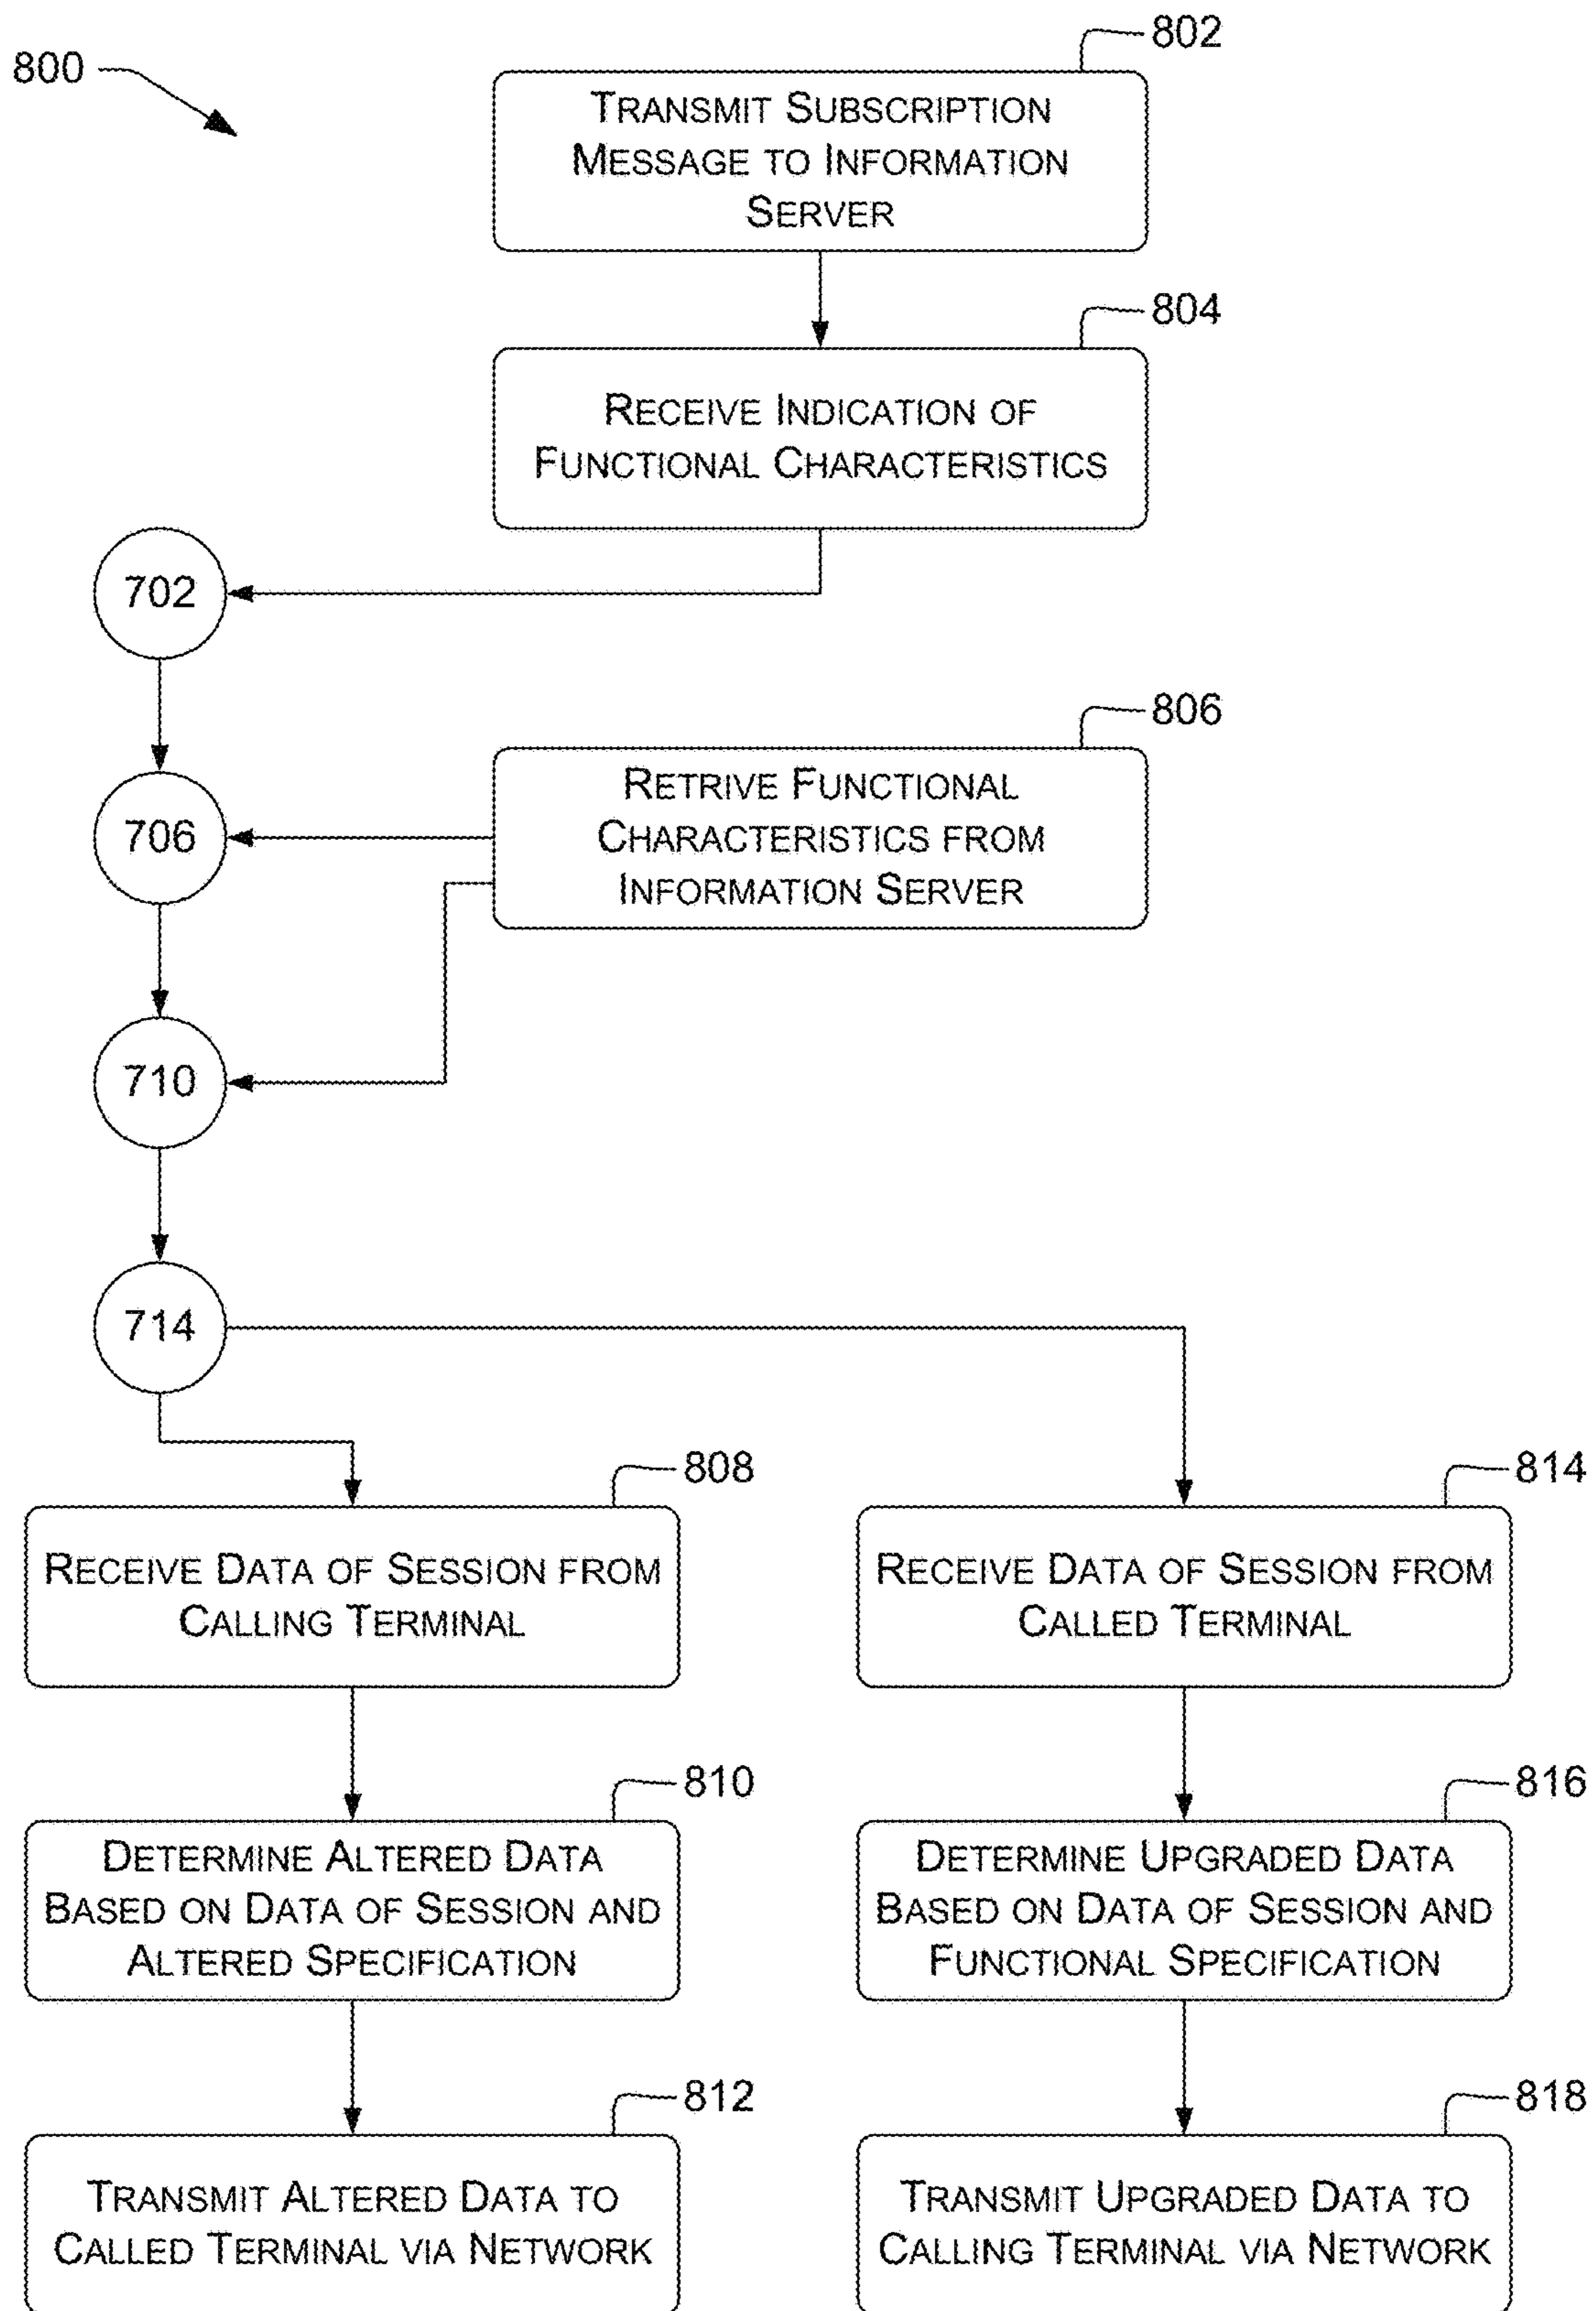 800
802
TRANSMIT SUBSCRIPTION
MESSAGE TO INFORMATION
SERVER
804
RECEIVE INDICATION OF
FUNCTIONAL CHARACTERISTICS
702
806
RETRIVE FUNCTIONAL
CHARACTERISTICS FROM
INFORMATION SERVER
706
710
714
808
RECEIVE DATA OF SESSION FROM
CALLING TERMINAL
814
RECEIVE DATA OF SESSION FROM
CALLED TERMINAL
810
DETERMINE ALTERED DATA
BASED ON DATA OF SESSION AND
ALTERED SPECIFICATION
816
DETERMINE UPGRADED DATA
BASED ON DATA OF SESSION AND
FUNCTIONAL SPECIFICATION
812
TRANSMIT ALTERED DATA TO
CALLED TERMINAL VIA NETWORK
818
TRANSMIT UPGRADED DATA TO
CALLING TERMINAL VIA NETWORK